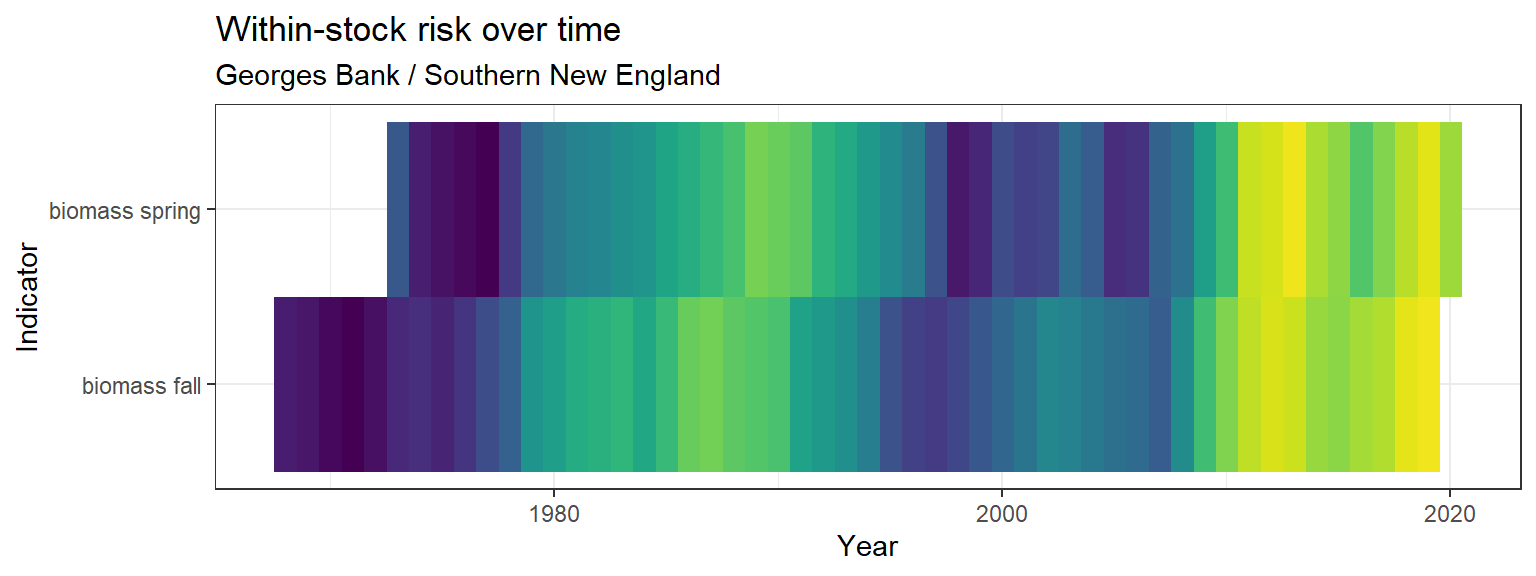 Within-stock risk over time
Georges Bank / Southern New England
Indicator
biomass spring
biomass fall
1980
2000
2020
Year